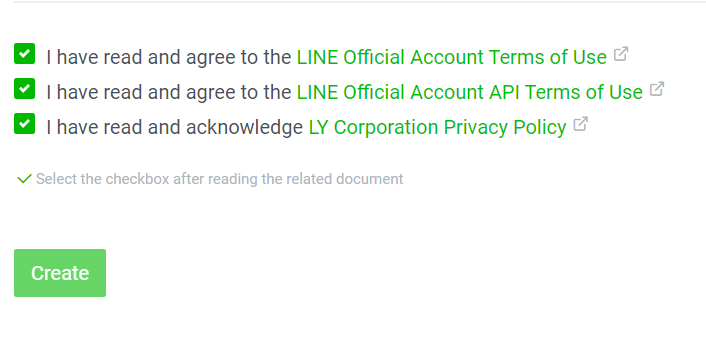 I have read and agree to the LINE Official Account Terms of Use
I have read and agree to the LINE Official Account API Terms of Use
I have read and acknowledge LY Corporation Privacy Policy
Select the checkbox after reading the related document
Create